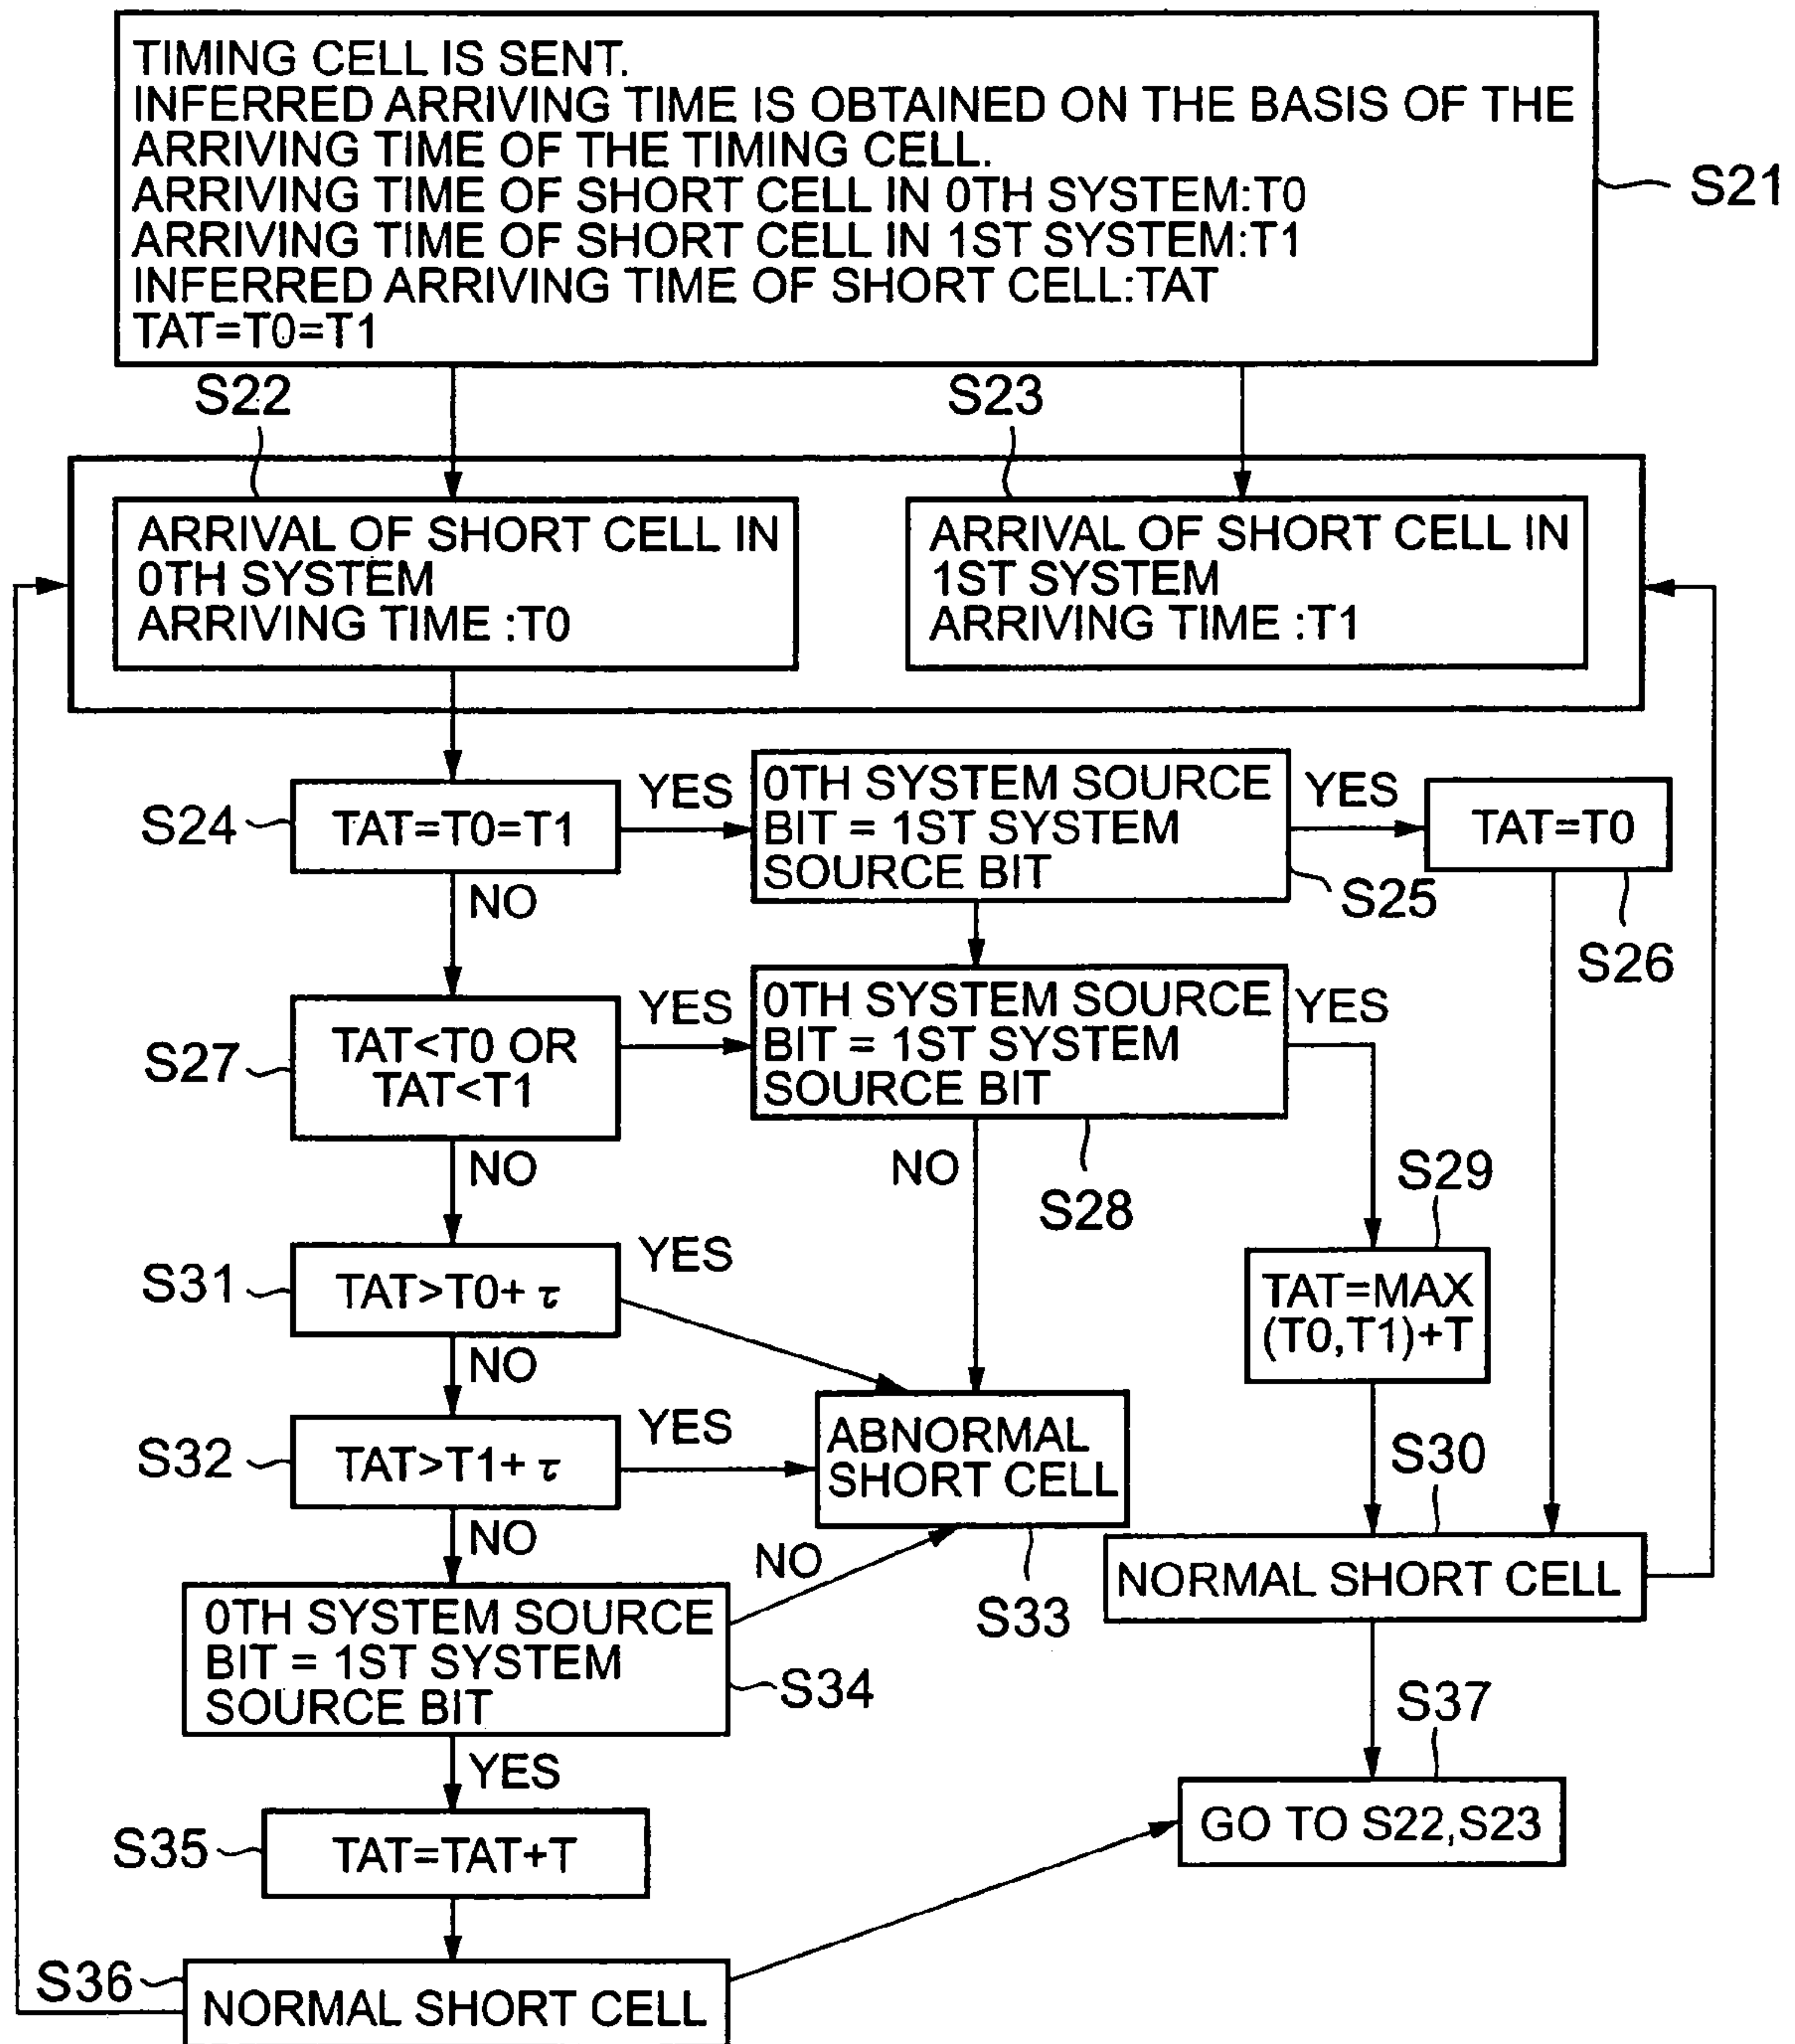 TIMING CELL IS SENT.
INFERRED ARRIVING TIME IS OBTAINED ON THE BASIS OF THE
ARRIVING TIME OF THE TIMING CELL.
ARRIVING TIME OF SHORT CELL IN 0TH SYSTEM:T0
ARRIVING TIME OF SHORT CELL IN 1ST SYSTEM:T1
INFERRED ARRIVING TIME OF SHORT CELL:TAT
TAT=T0=T1
S21
S22
S23
ARRIVAL OF SHORT CELL IN
0TH SYSTEM
ARRIVING TIME :T0
ARRIVAL OF SHORT CELL IN
1ST SYSTEM
ARRIVING TIME :T1
S24
TAT=T0=T1
YES
NO
0TH SYSTEM SOURCE
BIT = 1ST SYSTEM
SOURCE BIT
S25
YES
TAT=T0
S26
S27
TAT<T0 OR
TAT<T1
YES
NO
0TH SYSTEM SOURCE
BIT = 1ST SYSTEM
SOURCE BIT
YES
NO
S28
S29
TAT=MAX
(T0,T1)+T
S31
TAT>T0+ τ
YES
NO
S32
TAT>T1+ τ
YES
NO
ABNORMAL
SHORT CELL
S33
S30
NORMAL SHORT CELL
0TH SYSTEM SOURCE
BIT = 1ST SYSTEM
SOURCE BIT
NO
S34
YES
S37
GO TO S22,S23
S35
TAT=TAT+T
S36
NORMAL SHORT CELL